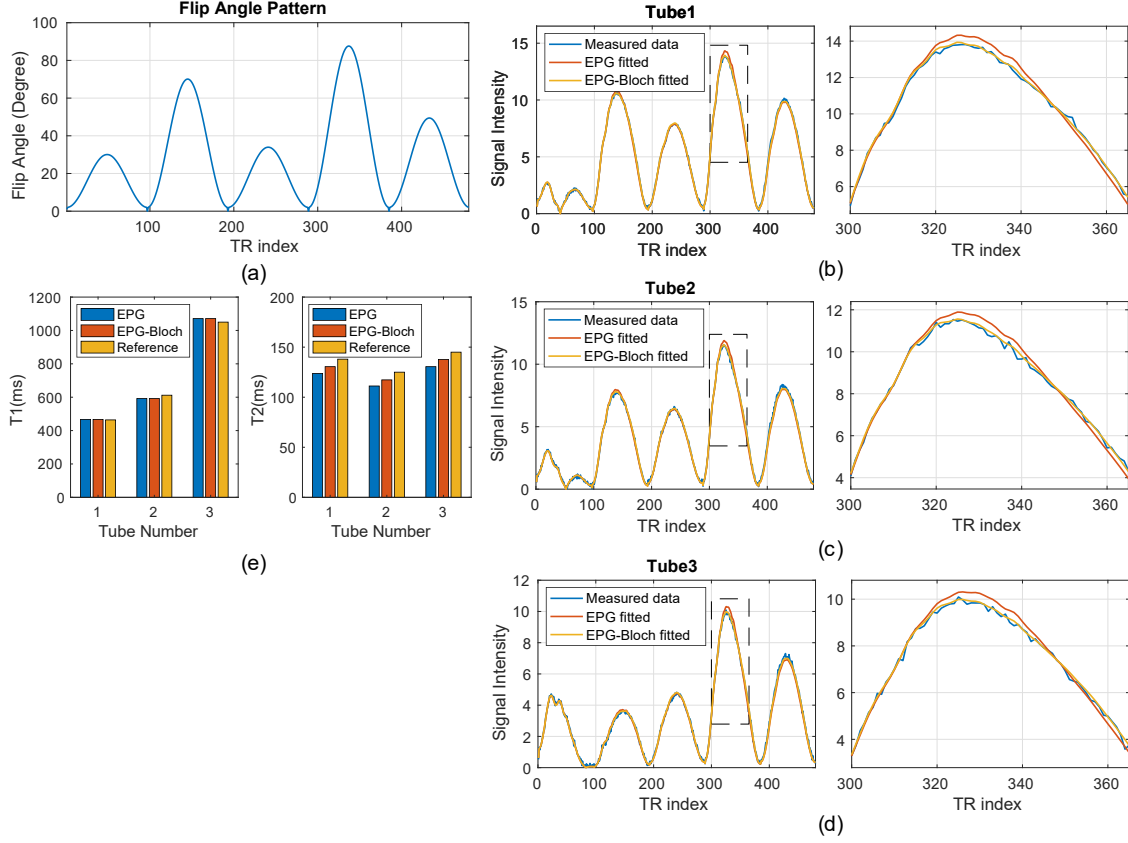 Flip Angle Pattern
Flip Angle (Degree)
100
80
60
40
20
0
100 200 300 400
TR index
(a)
Tube1
Signal Intensity
15
10
5
0
Measured data
EPG fitted
EPG-Bloch fitted
0 100 200 300 400
TR index
14
12
10
8
6
300 320 340 360
TR index
(b)
T1(ms)
1200
1000
800
600
400
200
0
EPG
EPG-Bloch
Reference
1 2 3
Tube Number
T2(ms)
200
150
100
50
0
EPG
EPG-Bloch
Reference
1 2 3
Tube Number
(e)
Tube2
Signal Intensity
15
10
5
0
Measured data
EPG fitted
EPG-Bloch fitted
0 100 200 300 400
TR index
12
10
8
6
4
300 320 340 360
TR index
(c)
Tube3
Signal Intensity
12
10
8
6
4
2
0
Measured data
EPG fitted
EPG-Bloch fitted
0 100 200 300 400
TR index
10
8
6
4
300 320 340 360
TR index
(d)